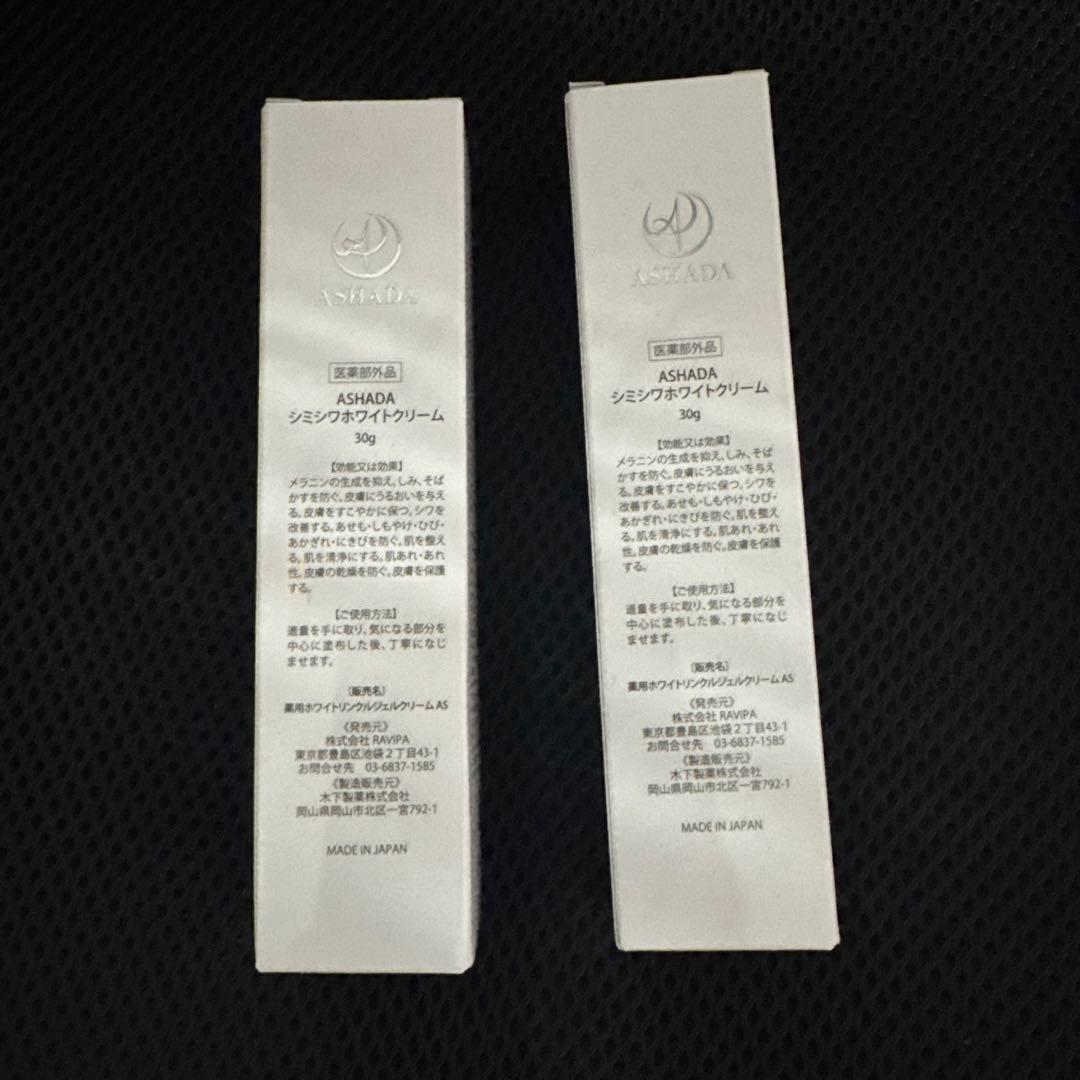 ASHADA
医薬部外品
ASHADA
シミシワホワイトクリーム
30g
【効能又は効果】
メラニンの生成を抑え、しみ、そば
かすを防ぐ。皮膚にうるおいを与え
る。皮膚をすこやかに保つ。シワを
改善する。あせも・しもやけ・ひび・
あかぎれ・にきびを防ぐ。肌を整え
る。肌を清浄にする。肌あれ・あれ
性。皮膚の乾燥を防ぐ。皮膚を保護
する。
【ご使用方法】
適量を手に取り、気になる部分を
中心に塗布した後、丁寧になじ
ませます。
〔販売名〕
薬用ホワイトリンクルジェルクリーム AS
《発売元》
株式会社 RAVIPA
東京都豊島区池袋2丁目43-1
お問合せ先 03-6837-1585
《製造販売元》
木下製薬株式会社
岡山県岡山市北区一宮792-1
MADE IN JAPAN
ASHADA
医薬部外品
ASHADA
シミシワホワイトクリーム
30g
【効能又は効果】
メラニンの生成を抑え、しみ、そば
かすを防ぐ。皮膚にうるおいを与え
る。皮膚をすこやかに保つ。シワを
改善する。あせも・しもやけ・ひび・
あかぎれ・にきびを防ぐ。肌を整え
る。肌を清浄にする。肌あれ・あれ
性。皮膚の乾燥を防ぐ。皮膚を保護
する。
【ご使用方法】
適量を手に取り、気になる部分を
中心に塗布した後、丁寧になじ
ませます。
〔販売名〕
薬用ホワイトリンクルジェルクリーム AS
《発売元》
株式会社 RAVIPA
東京都豊島区池袋2丁目43-1
お問合せ先 03-6837-1585
《製造販売元》
木下製薬株式会社
岡山県岡山市北区一宮792-1
MADE IN JAPAN